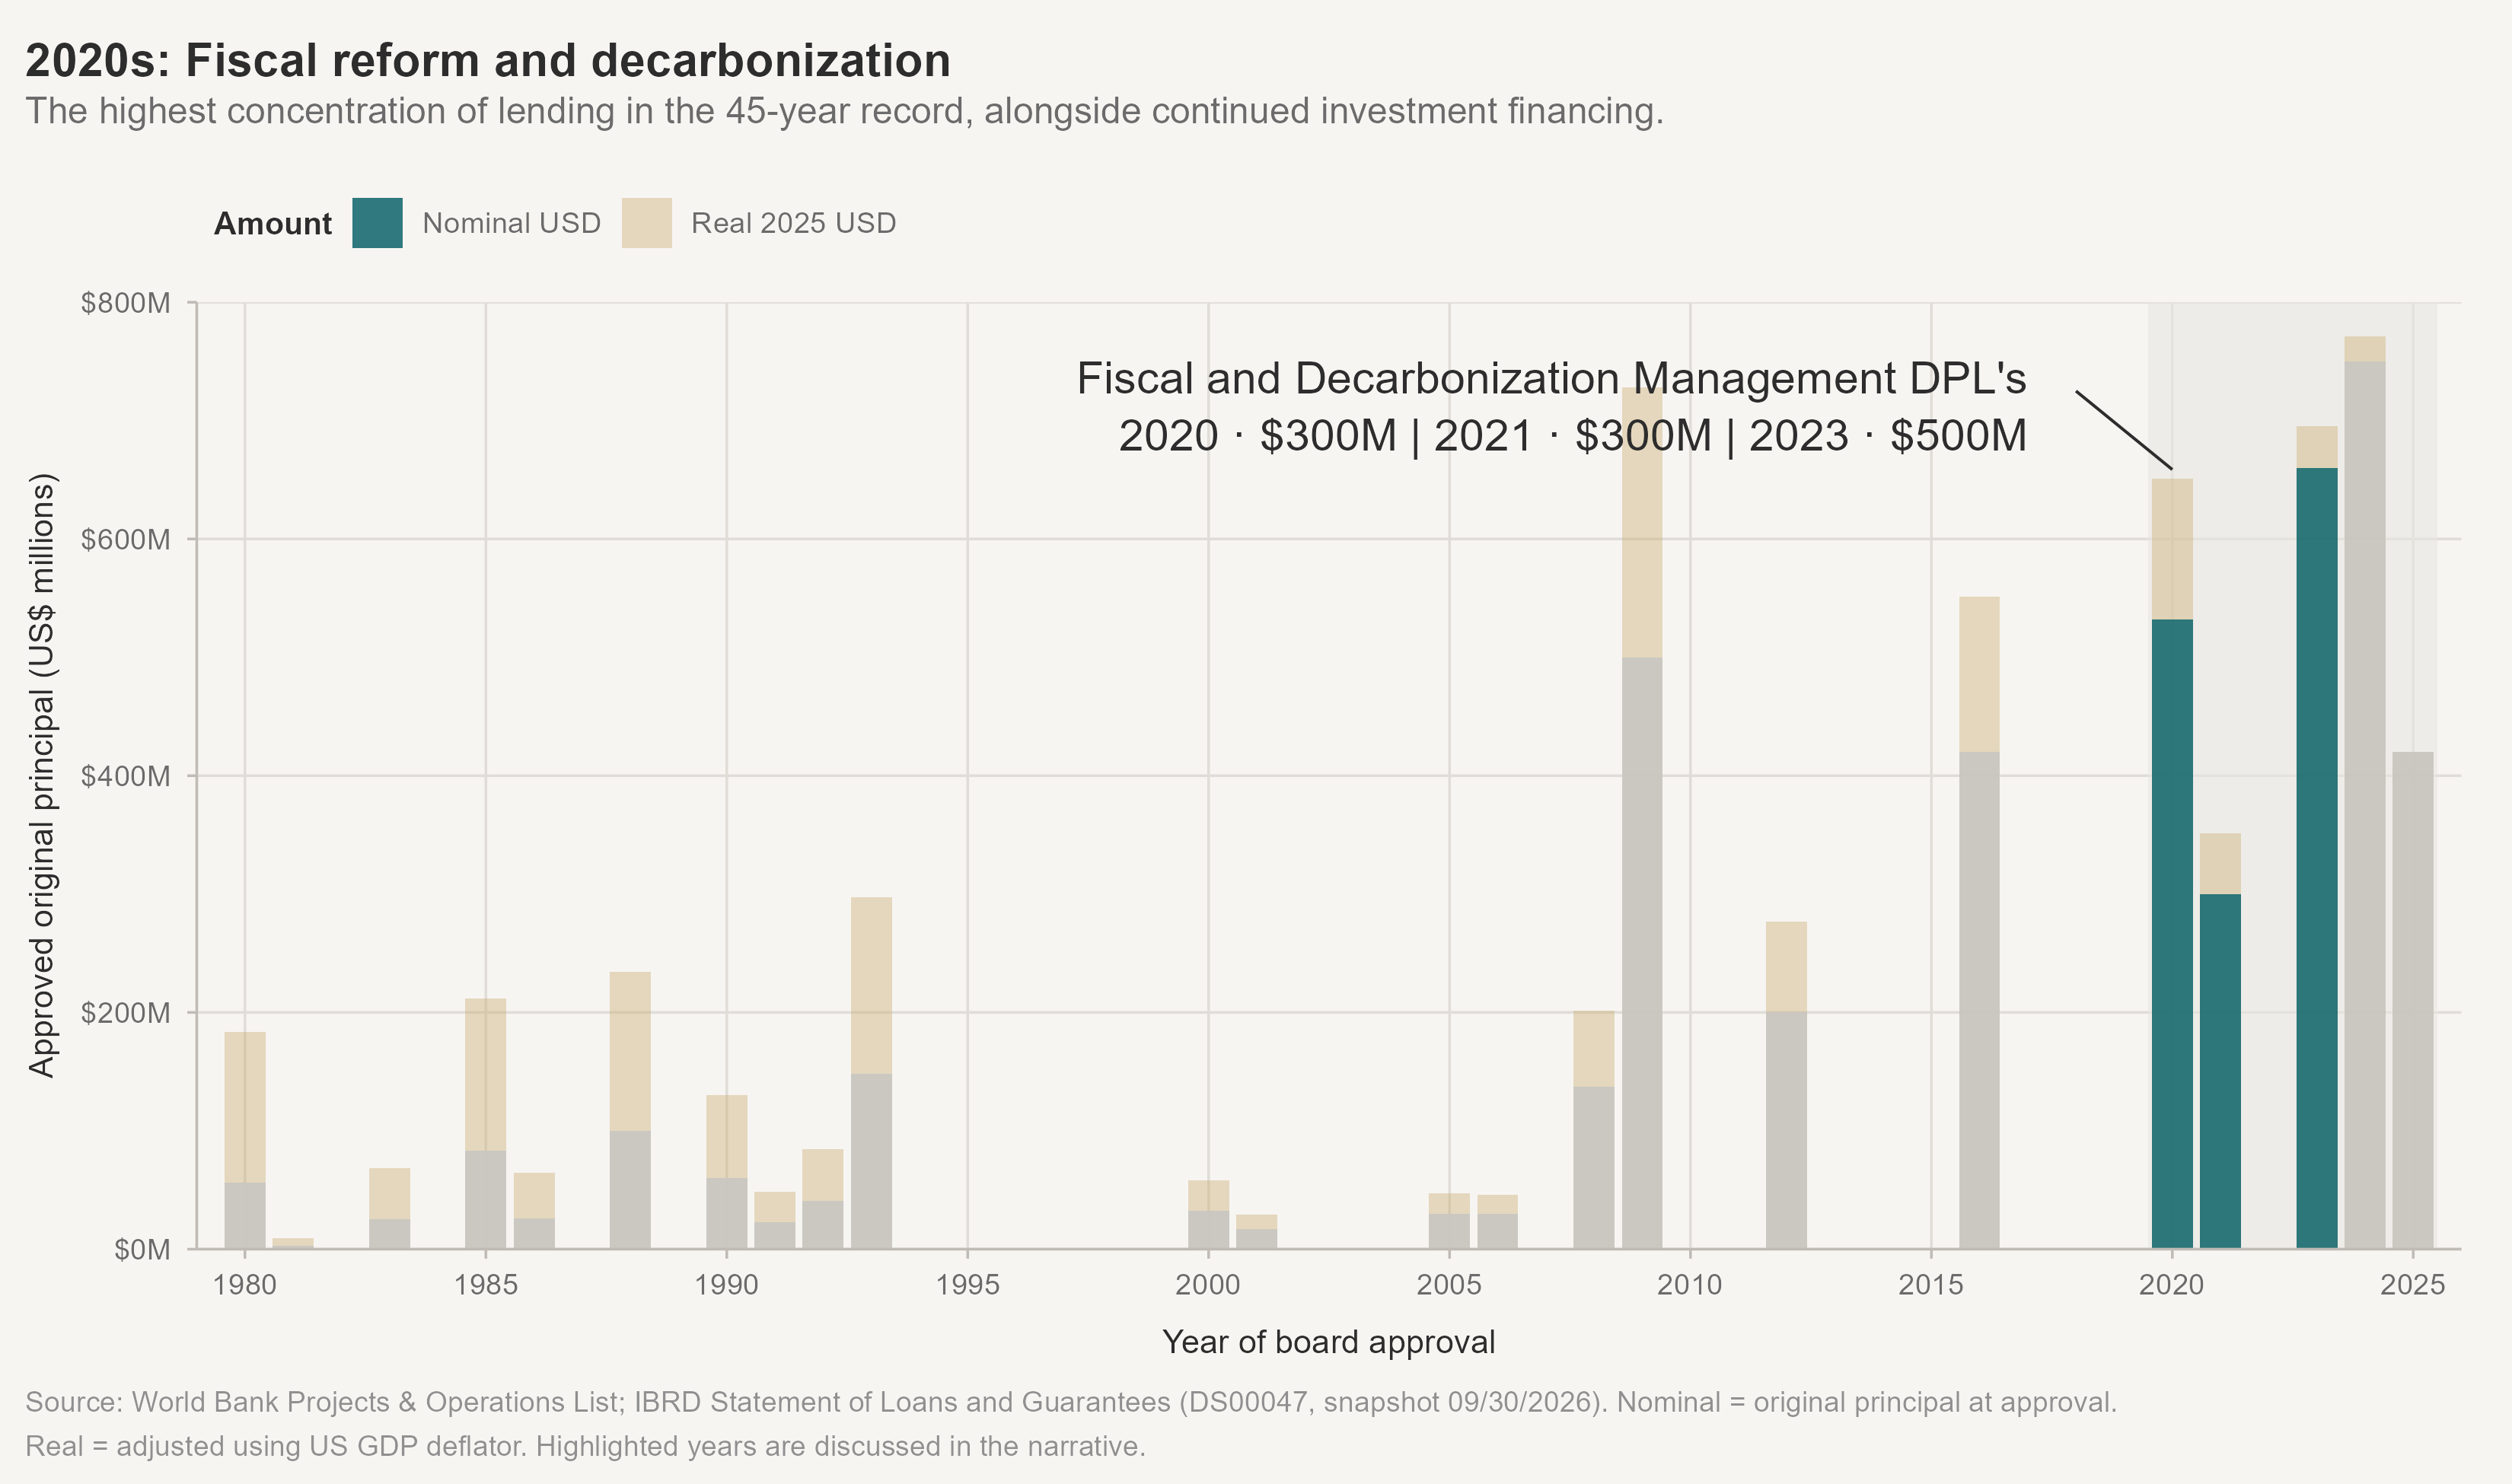 2020s: Fiscal reform and decarbonization
The highest concentration of lending in the 45-year record, alongside continued investment financing.
Amount Nominal USD Real 2025 USD
$800M
$600M
$400M
$200M
$0M
Approved original principal (US$ millions)
Fiscal and Decarbonization Management DPL's
2020 · $300M | 2021 · $300M | 2023 · $500M
1980 1985 1990 1995 2000 2005 2010 2015 2020 2025
Year of board approval
Source: World Bank Projects & Operations List; IBRD Statement of Loans and Guarantees (DS00047, snapshot 09/30/2026). Nominal = original principal at approval.
Real = adjusted using US GDP deflator. Highlighted years are discussed in the narrative.